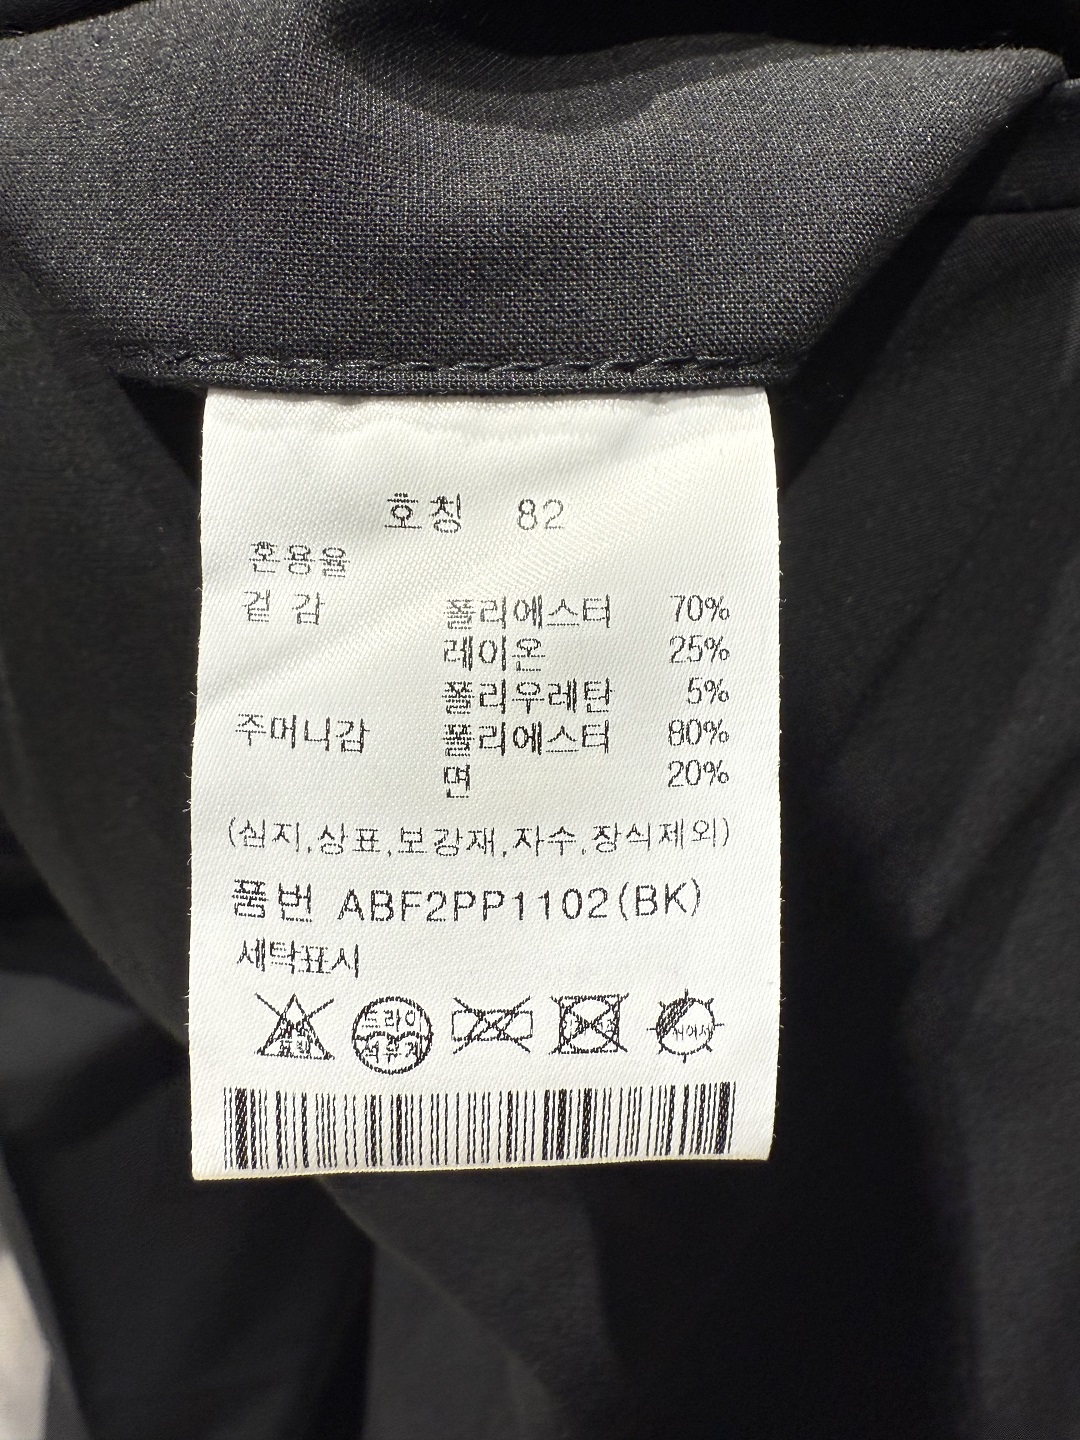 호칭 82
혼용율
겉 감 폴리에스터 70%
레이온 25%
폴리우레탄 5%
주머니감 폴리에스터 80%
면 20%
(심지,상표,보강재,자수,장식제외)
품번 ABF2PP1102(BK)
세탁표시
드라이
석유계